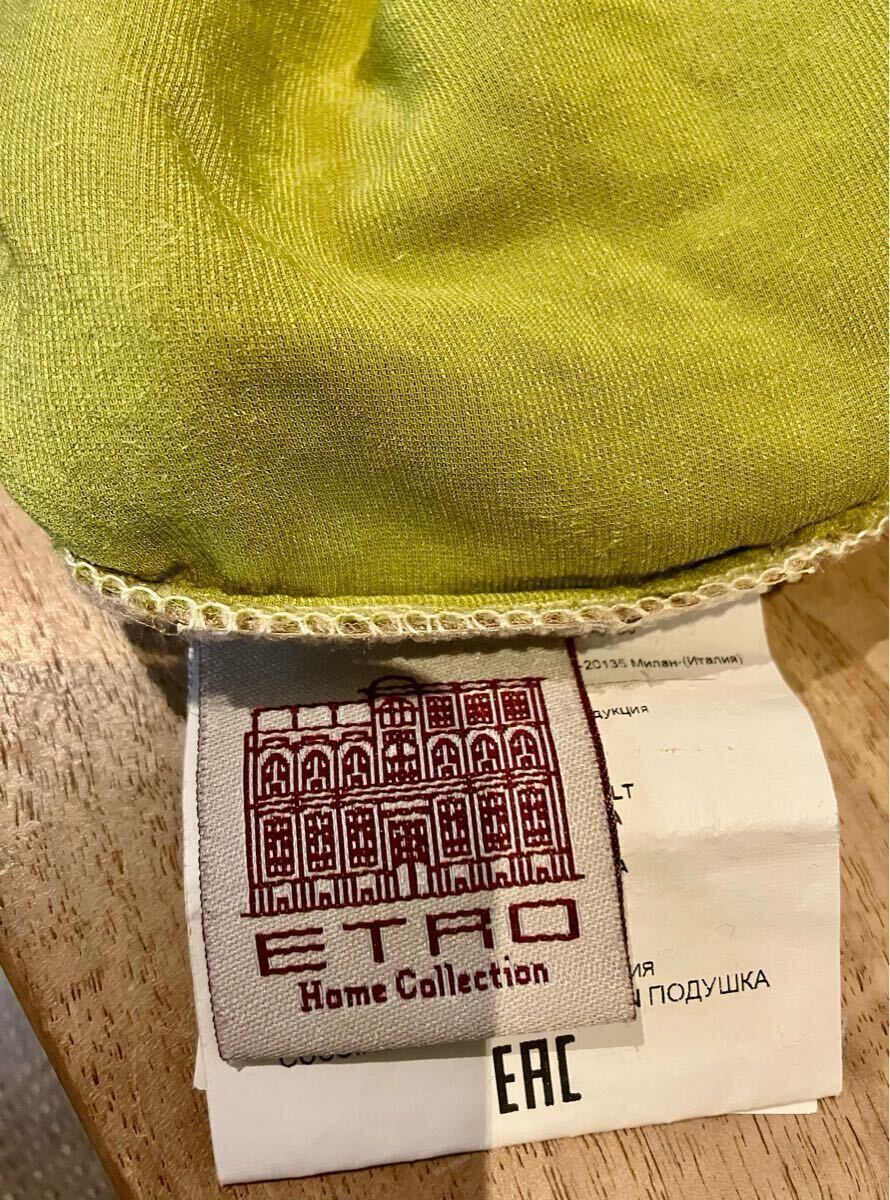 -20135 Милан-(Италия)
дукция
LT
A
A
ETRO
Home Collection
ИЯ
N ПОДУШКА
EAC